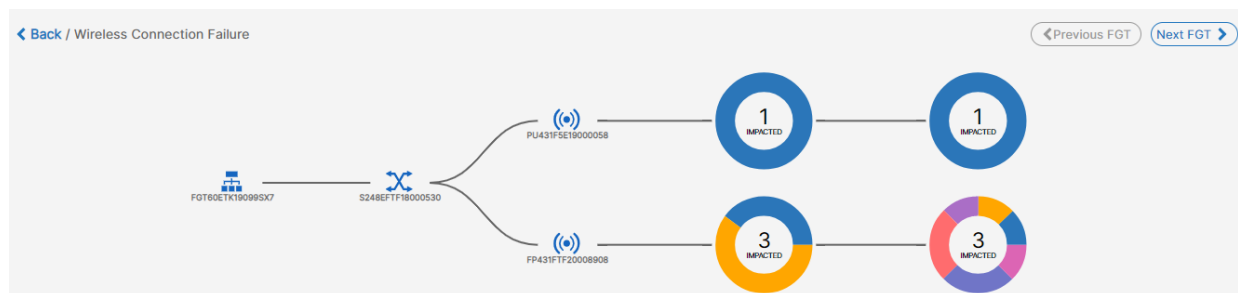 Back / Wireless Connection Failure
Previous FGT
Next FGT
PU431F5E19000058
1
IMPACTED
1
IMPACTED
FGT60ETK19099SX7
S248EFTF18000530
FP431FTF20008908
3
IMPACTED
3
IMPACTED